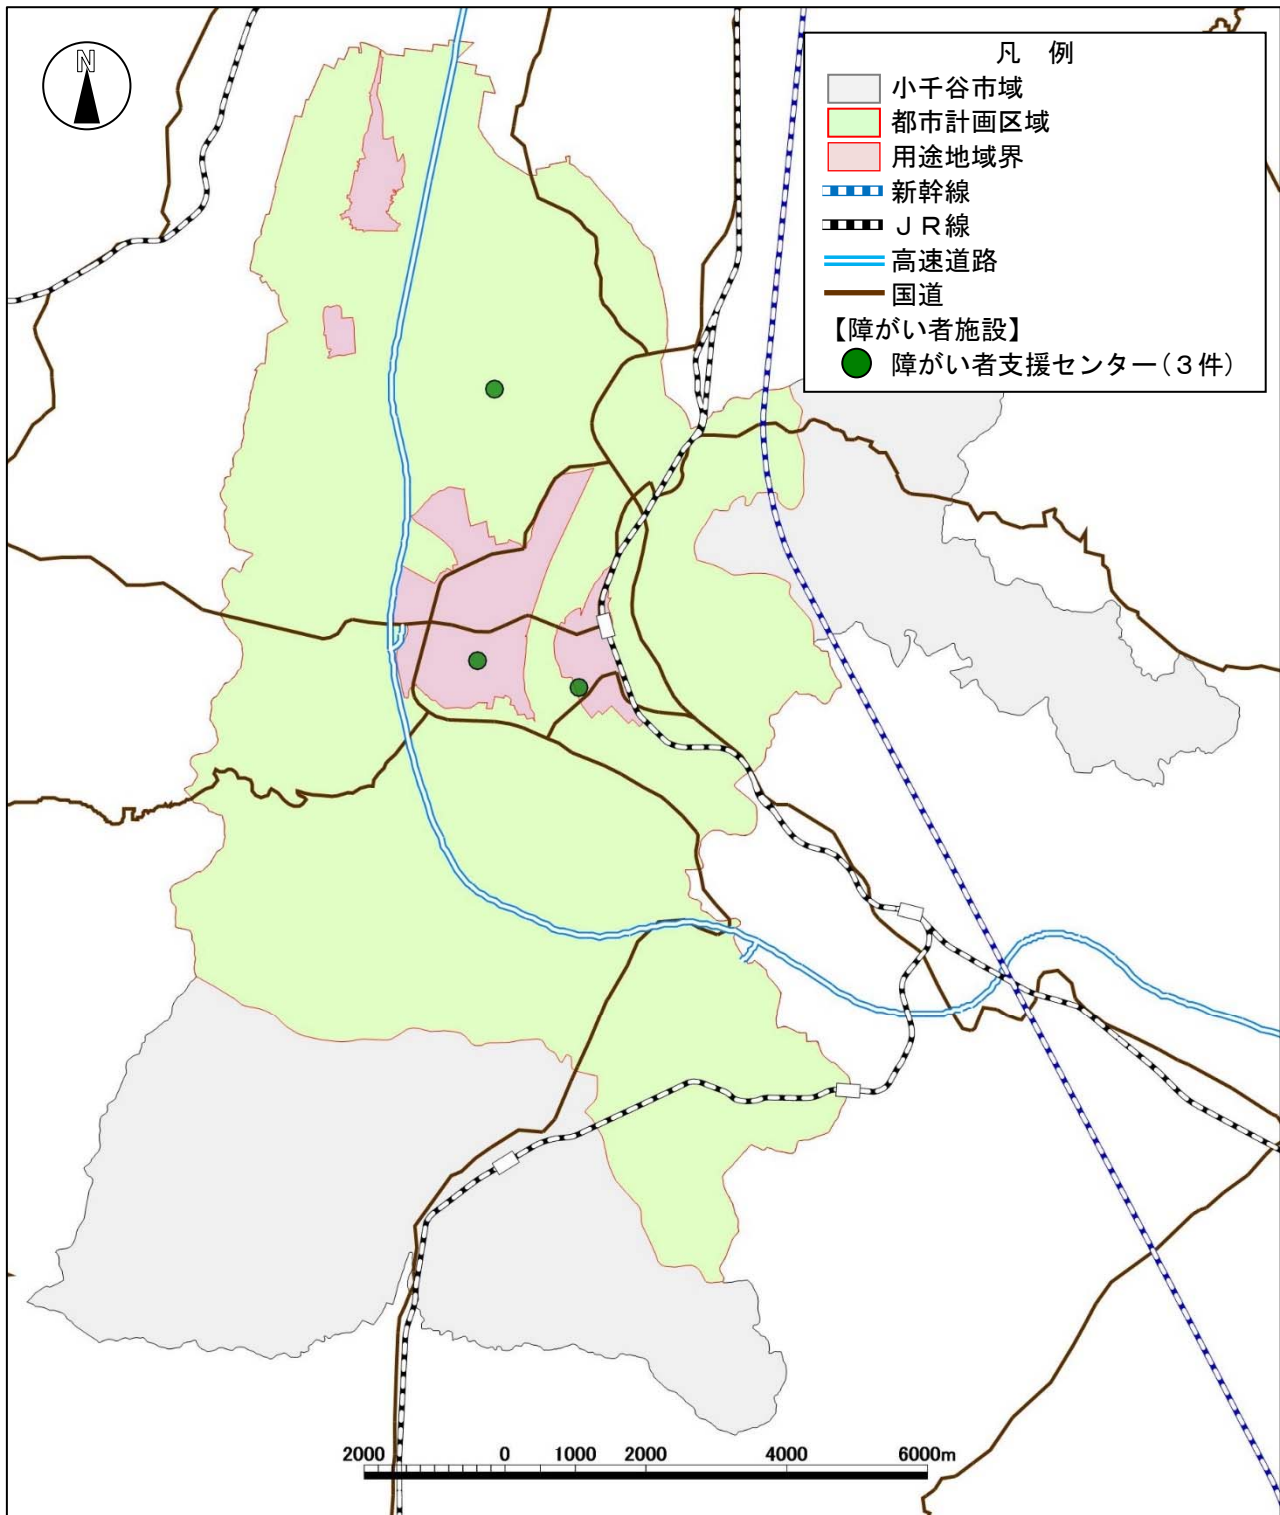 N
凡 例
小千谷市域
都市計画区域
用途地域界
新幹線
ＪＲ線
高速道路
国道
【障がい者施設】
障がい者支援センター（３件）
2000 0 1000 2000 4000 6000m